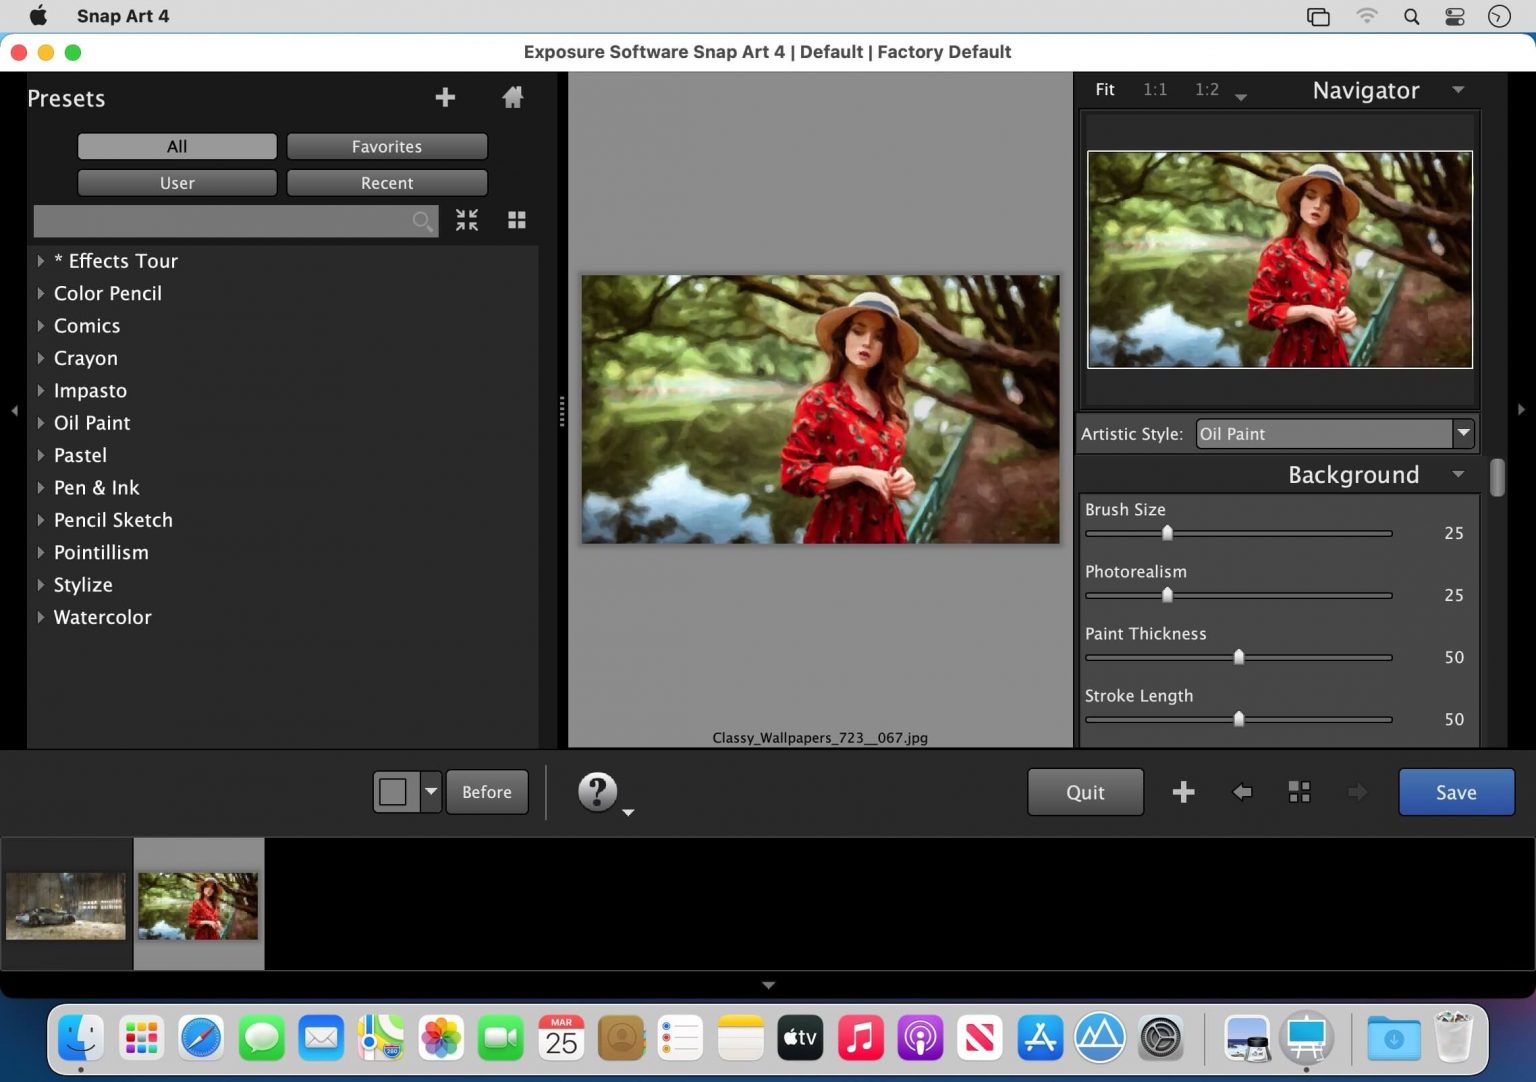 Snap Art 4
Exposure Software Snap Art 4 | Default | Factory Default
Presets
All
Favorites
User
Recent
* Effects Tour
Color Pencil
Comics
Crayon
Impasto
Oil Paint
Pastel
Pen & Ink
Pencil Sketch
Pointillism
Stylize
Watercolor
Classy_Wallpapers_723__067.jpg
Fit 1:1 1:2 Navigator
Artistic Style: Oil Paint
Background
Brush Size
25
Photorealism
25
Paint Thickness
50
Stroke Length
50
Before
?
Quit
Save
MAR
25
280
tv